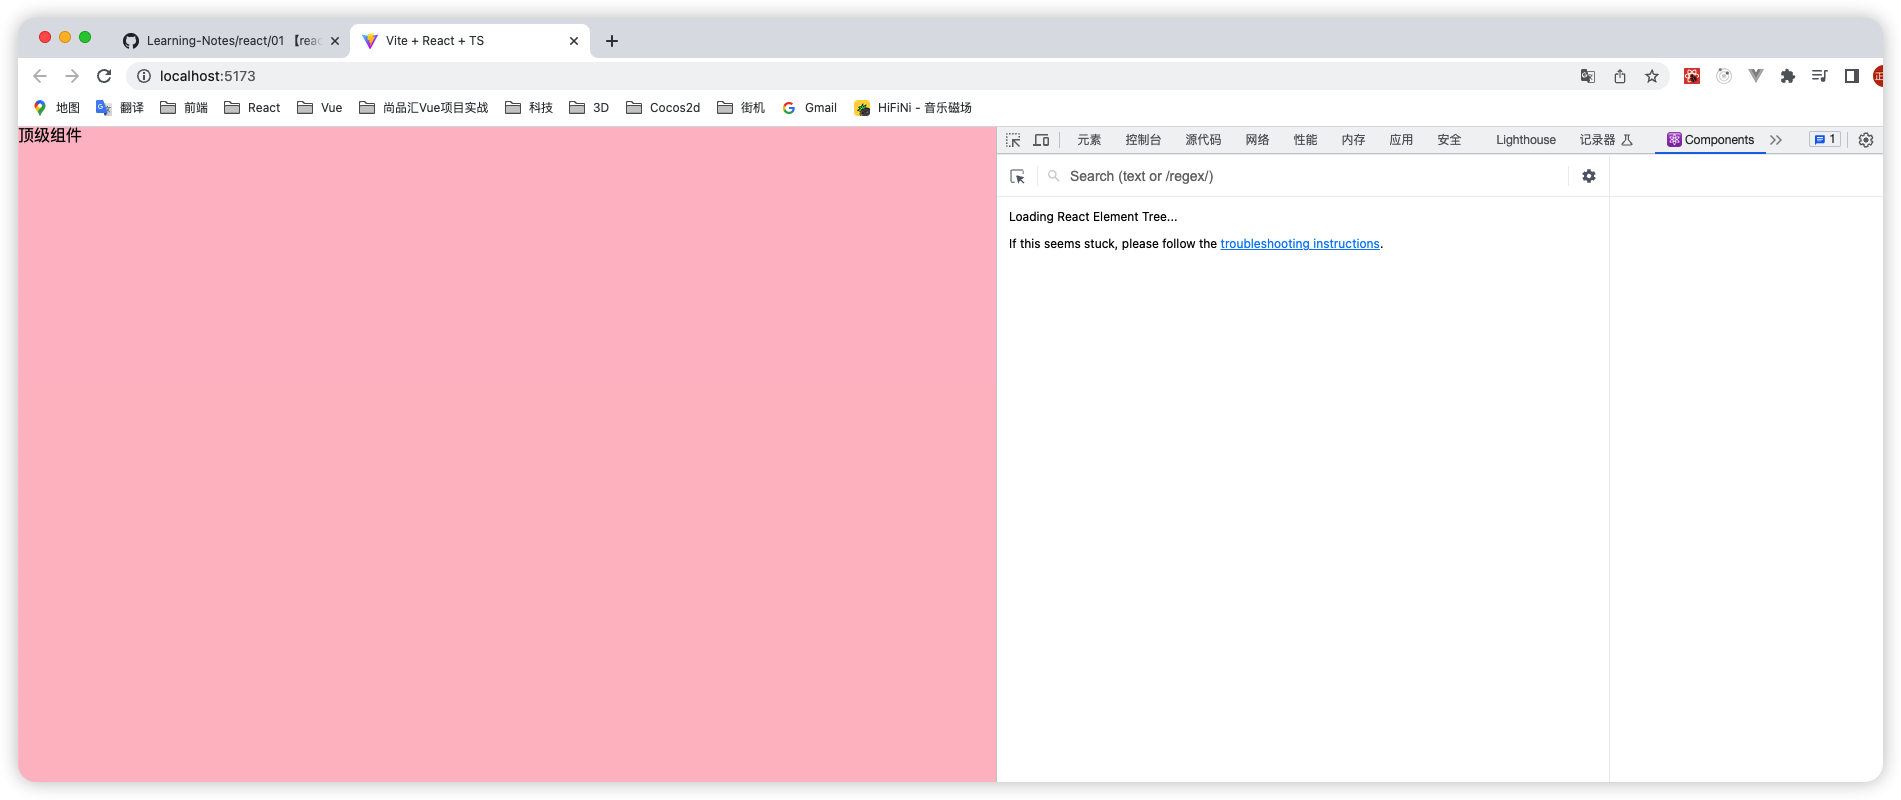 Learning-Notes/react/01 【reac
Vite + React + TS
localhost:5173
地图
翻译
前端
React
Vue
尚品汇Vue项目实战
科技
3D
Cocos2d
街机
Gmail
HiFiNi - 音乐磁场
顶级组件
元素
控制台
源代码
网络
性能
内存
应用
安全
Lighthouse
记录器
Components
1
Search (text or /regex/)
Loading React Element Tree...
If this seems stuck, please follow the troubleshooting instructions.